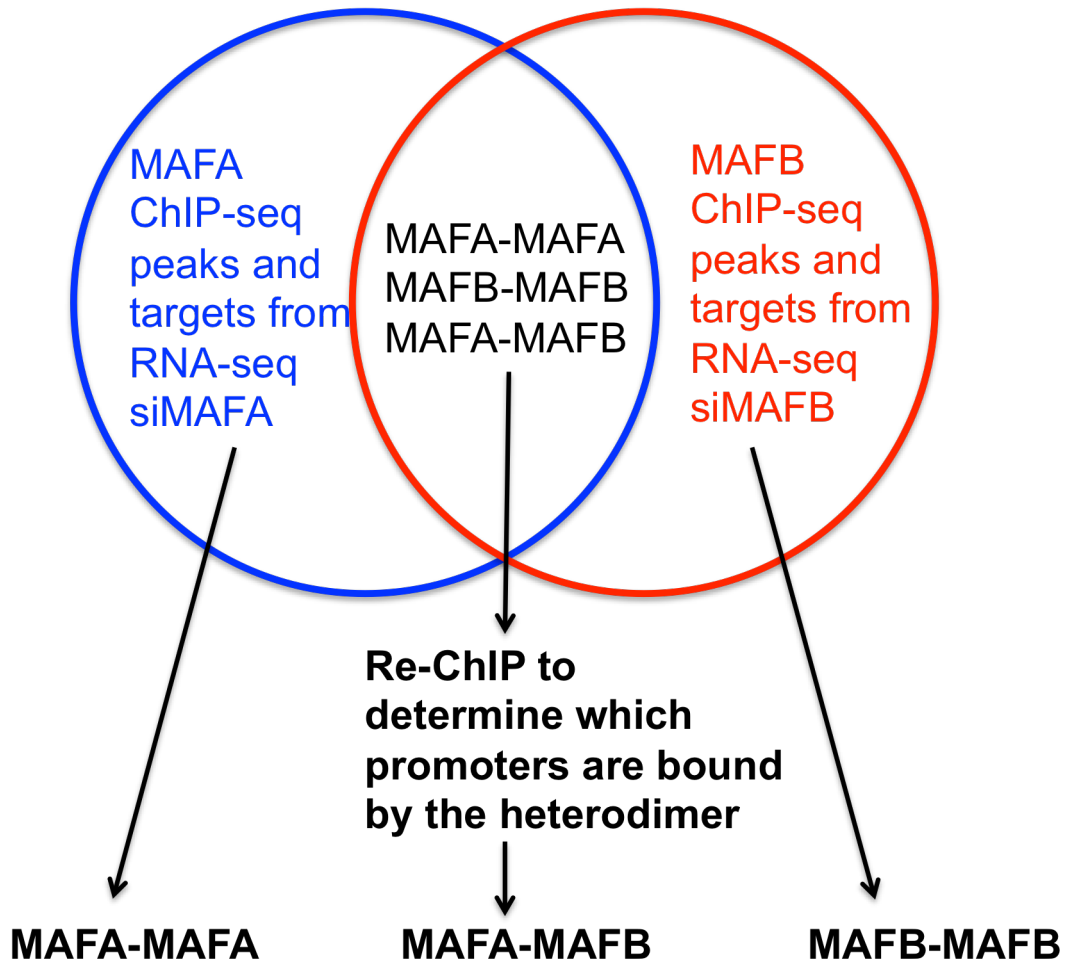 MAFA
ChIP-seq
peaks and
targets from
RNA-seq
siMAFA
MAFA-MAFA
MAFB-MAFB
MAFA-MAFB
MAFB
ChIP-seq
peaks and
targets from
RNA-seq
siMAFB
Re-ChIP to
determine which
promoters are bound
by the heterodimer
MAFA-MAFA
MAFA-MAFB
MAFB-MAFB